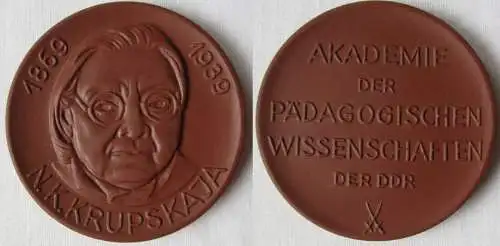 1869 1939
N.K.KRUPSKAJA
AKADEMIE
DER
PÄDAGOGISCHEN
WISSENSCHAFTEN
DER DDR